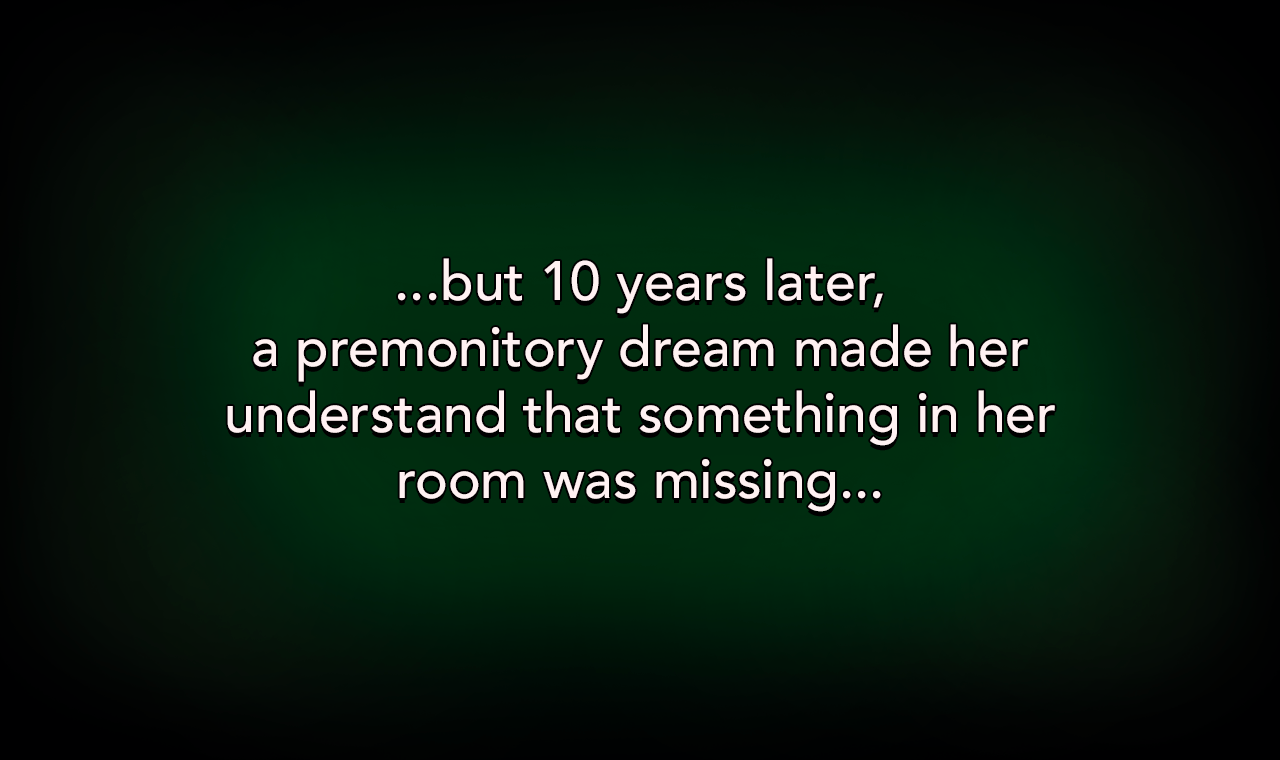 ...but 10 years later,
a premonitory dream made her
understand that something in her
room was missing...